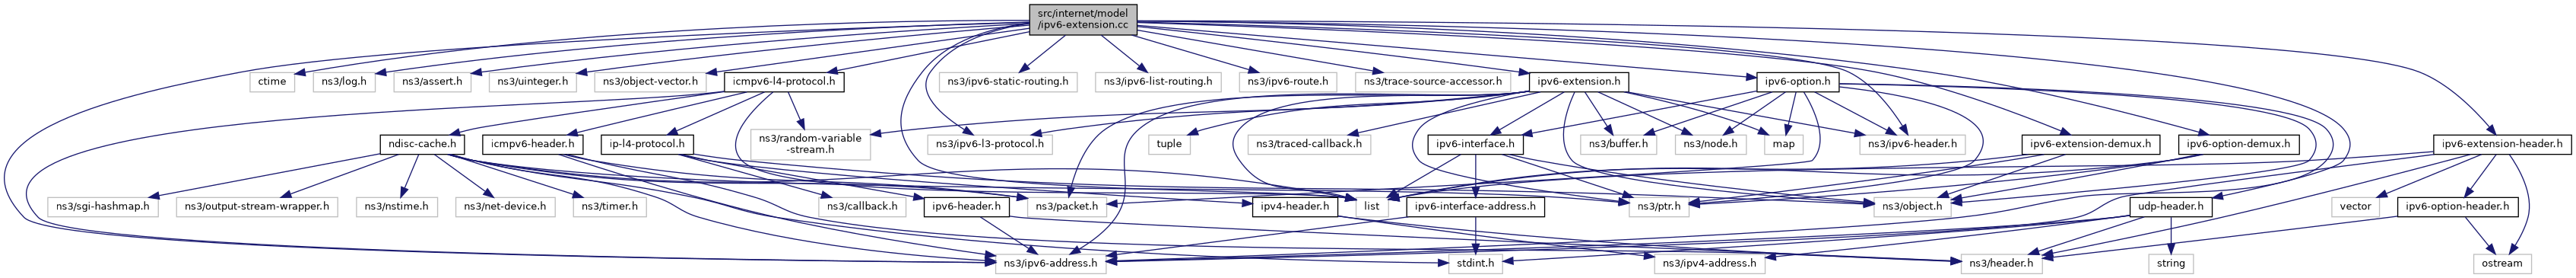 src/internet/model
/ipv6-extension.cc
ctime
ns3/log.h
ns3/assert.h
ns3/uinteger.h
ns3/object-vector.h
icmpv6-l4-protocol.h
ns3/ipv6-static-routing.h
ns3/ipv6-list-routing.h
ns3/ipv6-route.h
ns3/trace-source-accessor.h
ipv6-extension.h
ipv6-option.h
ndisc-cache.h
icmpv6-header.h
ip-l4-protocol.h
ns3/random-variable
-stream.h
ns3/ipv6-l3-protocol.h
tuple
ns3/traced-callback.h
ipv6-interface.h
ns3/buffer.h
ns3/node.h
map
ns3/ipv6-header.h
ipv6-extension-demux.h
ipv6-option-demux.h
ipv6-extension-header.h
ns3/sgi-hashmap.h
ns3/output-stream-wrapper.h
ns3/nstime.h
ns3/net-device.h
ns3/timer.h
ns3/callback.h
ipv6-header.h
ns3/packet.h
ipv4-header.h
list
ipv6-interface-address.h
ns3/ptr.h
ns3/object.h
udp-header.h
vector
ipv6-option-header.h
ns3/ipv6-address.h
stdint.h
ns3/ipv4-address.h
ns3/header.h
string
ostream